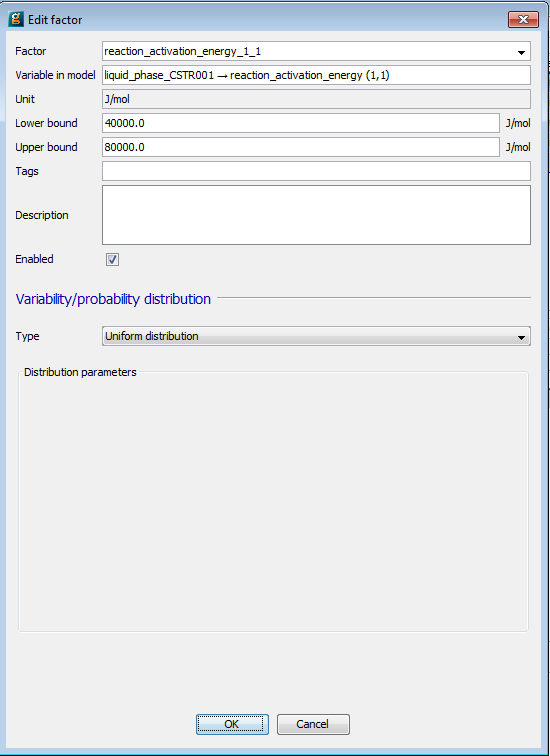 Edit factor
Factor reaction_activation_energy_1_1
Variable in model liquid_phase_CSTR001 → reaction_activation_energy (1,1)
Unit J/mol
Lower bound 40000.0 J/mol
Upper bound 80000.0 J/mol
Tags
Description
Enabled
Variability/probability distribution
Type Uniform distribution
Distribution parameters
OK Cancel